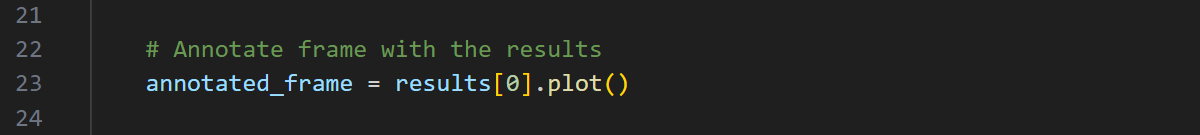 21
22 # Annotate frame with the results
23 annotated_frame = results[0].plot()
24